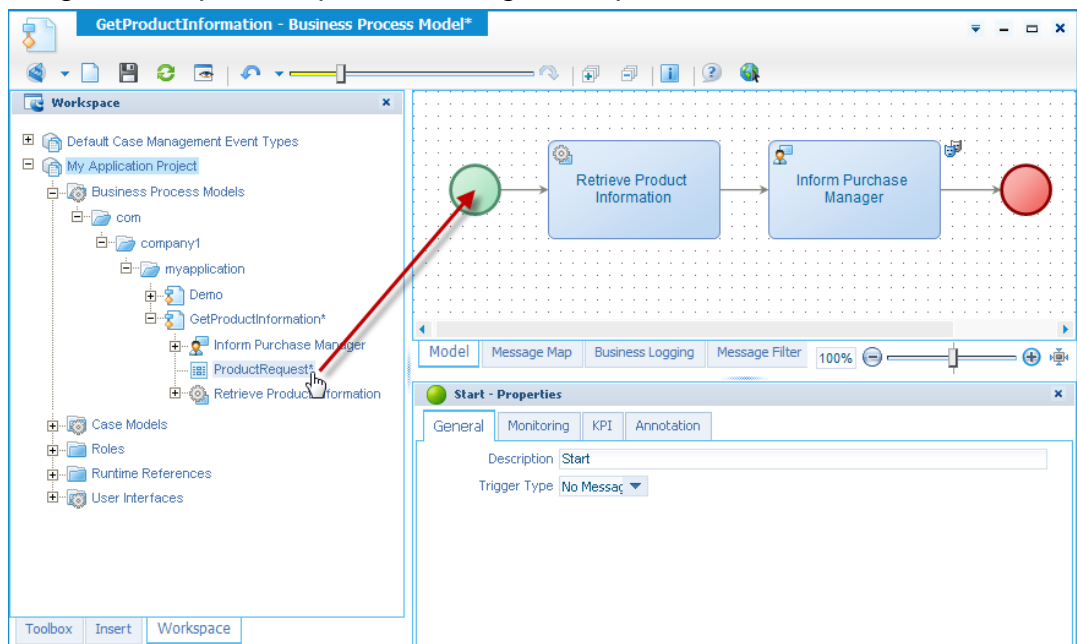 GetProductInformation - Business Process Model*
Workspace
Default Case Management Event Types
My Application Project
Business Process Models
com
company1
myapplication
Demo
GetProductInformation*
Inform Purchase Manager
ProductRequest*
Retrieve Product Information
Case Models
Roles
Runtime References
User Interfaces
Toolbox Insert Workspace
Retrieve Product
Information
Inform Purchase
Manager
Model Message Map Business Logging Message Filter 100%
Start - Properties
General Monitoring KPI Annotation
Description Start
Trigger Type No Messag